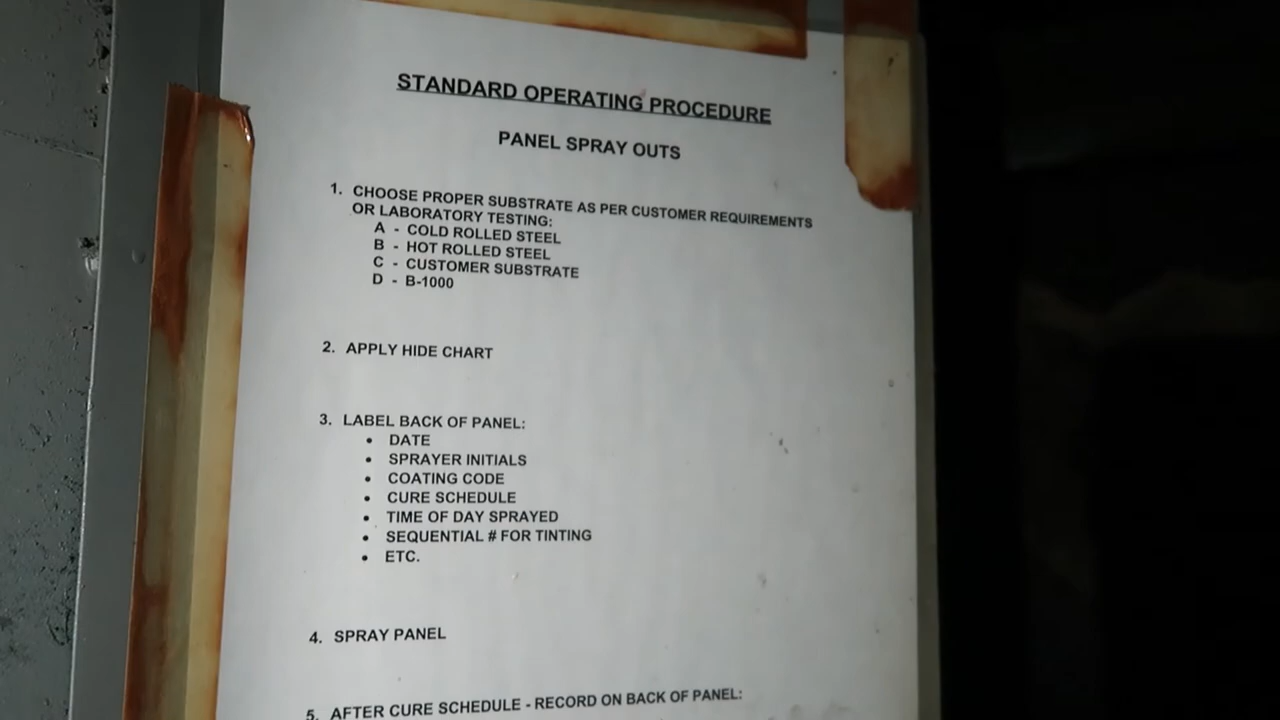 STANDARD OPERATING PROCEDURE
PANEL SPRAY OUTS
1. CHOOSE PROPER SUBSTRATE AS PER CUSTOMER REQUIREMENTS
OR LABORATORY TESTING:
A - COLD ROLLED STEEL
B - HOT ROLLED STEEL
C - CUSTOMER SUBSTRATE
D - B-1000
2. APPLY HIDE CHART
3. LABEL BACK OF PANEL:
• DATE
• SPRAYER INITIALS
• COATING CODE
• CURE SCHEDULE
• TIME OF DAY SPRAYED
• SEQUENTIAL # FOR TINTING
• ETC.
4. SPRAY PANEL
5. AFTER CURE SCHEDULE - RECORD ON BACK OF PANEL: